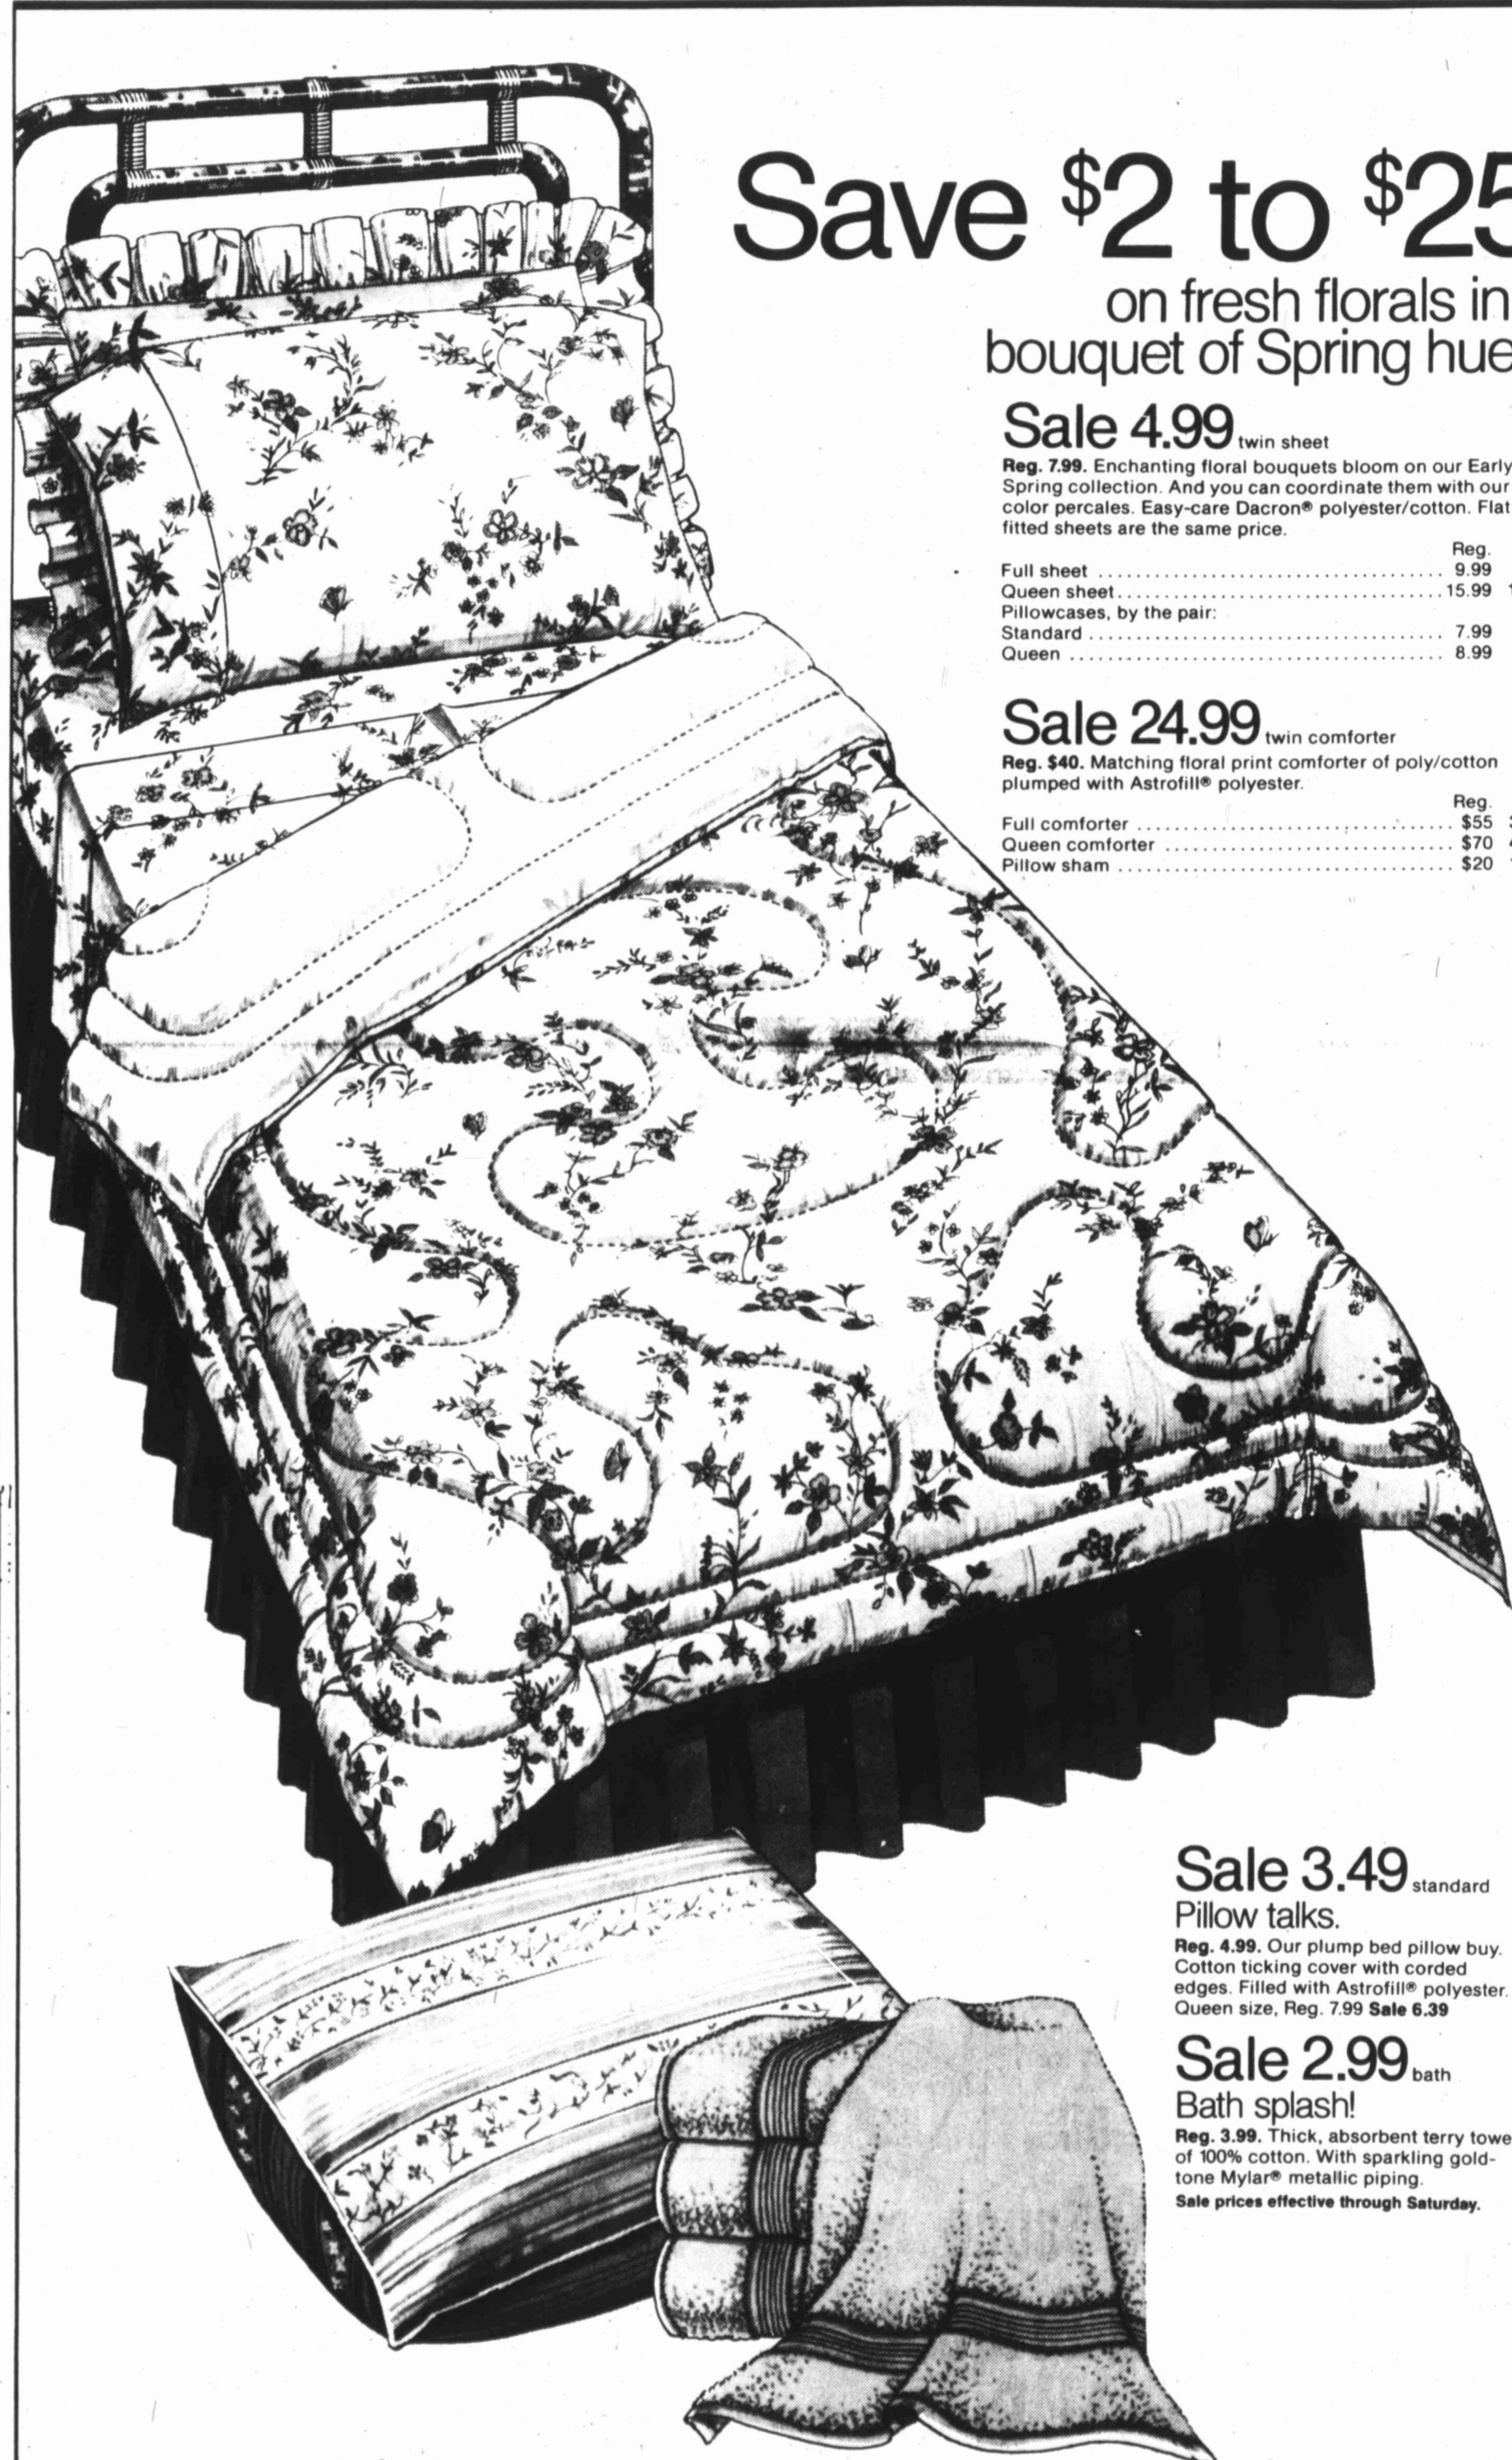 Save $2 to $25
on fresh florals in
bouquet of Spring hue
Sale 4.99 twin sheet
Reg. 7.99. Enchanting floral bouquets bloom on our Early
Spring collection. And you can coordinate them with our
color percales. Easy-care Dacron® polyester/cotton. Flat
fitted sheets are the same price.
Reg.
Full sheet .................................... 9.99
Queen sheet .................................... 15.99 1
Pillowcases, by the pair:
Standard .................................... 7.99
Queen .................................... 8.99
Sale 24.99 twin comforter
Reg. $40. Matching floral print comforter of poly/cotton
plumped with Astrofill® polyester.
Reg.
Full comforter .................................... $55
Queen comforter .................................... $70
Pillow sham .................................... $20
Sale 3.49 standard
Pillow talks.
Reg. 4.99. Our plump bed pillow buy.
Cotton ticking cover with corded
edges. Filled with Astrofill® polyester.
Queen size, Reg. 7.99 Sale 6.39
Sale 2.99 bath
Bath splash!
Reg. 3.99. Thick, absorbent terry towe
of 100% cotton. With sparkling gold-
tone Mylar® metallic piping.
Sale prices effective through Saturday.